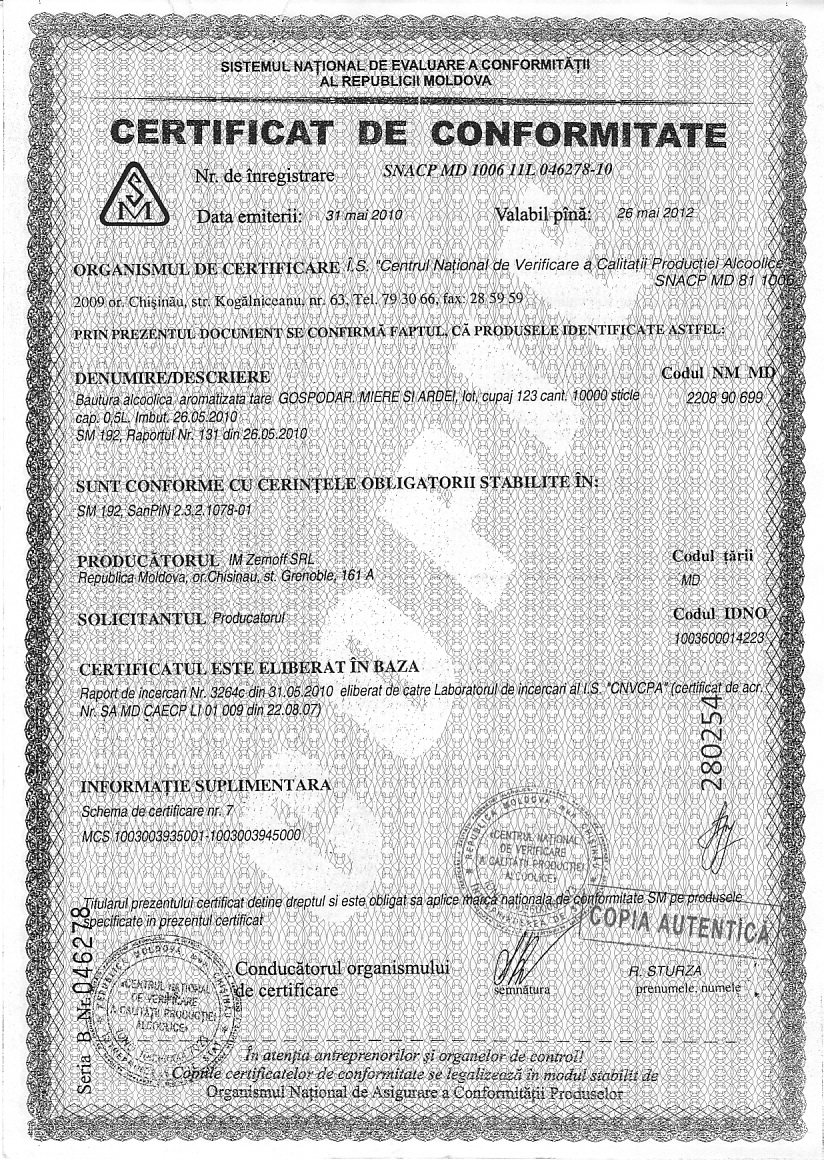 SISTEMUL NAȚIONAL DE EVALUARE A CONFORMITĂȚII
AL REPUBLICII MOLDOVA
CERTIFICAT DE CONFORMITATE
SM
Nr. de înregistrare SNACP MD 1006 11L 046278-10
Data emiterii: 31 mai 2010 Valabil pînă: 26 mai 2012
ORGANISMUL DE CERTIFICARE Î.S. "Centrul Național de Verificare a Calitatii Producției Alcoolice
SNACP MD 81 1006
2009 or. Chișinău, str. Kogălniceanu, nr. 63, Tel. 79 30 66, fax: 28 59 59
PRIN PREZENTUL DOCUMENT SE CONFIRMĂ FAPTUL, CĂ PRODUSELE IDENTIFICATE ASTFEL:
DENUMIRE/DESCRIERE Codul NM MD
Bautura alcoolica aromatizata tare GOSPODAR. MIERE SI ARDEI, lot, cupaj 123 cant. 10000 sticle 2208 90 699
cap. 0,5L. Imbut. 26.05.2010
SM 192, Raportul Nr. 131 din 26.05.2010
SUNT CONFORME CU CERINȚELE OBLIGATORII STABILITE ÎN:
SM 192, SanPiN 2.3.2.1078-01
PRODUCĂTORUL IM Zernoff SRL Codul țării
Republica Moldova, or.Chisinau, st. Grenoble, 161 A MD
SOLICITANTUL Producatorul Codul IDNO
1003600014223
CERTIFICATUL ESTE ELIBERAT ÎN BAZA
Raport de incercari Nr. 3264c din 31.05.2010 eliberat de catre Laboratorul de incercari al I.S. "CNVCPA" (certificat de acr.
Nr. SA MD CAECP LI 01 009 din 22.08.07)
280254
INFORMAȚIE SUPLIMENTARA
Schema de certificare nr. 7
MCS 1003003935001-1003003945000
COPIE
REPUBLICA MOLDOVA CHIȘINĂU
«CENTRUL NAȚIONAL
DE VERIFICARE
A CALITĂȚII PRODUCȚIEI
ALCOOLICE»
Titularul prezentului certificat detine dreptul si este obligat sa aplice marca nationala de conformitate SM pe produsele
specificate in prezentul certificat
COPIA AUTENTICĂ
Seria B Nr. 046278
REPUBLICA MOLDOVA CHIȘINĂU
«CENTRUL NAȚIONAL
DE VERIFICARE
A CALITĂȚII PRODUCȚIEI
ALCOOLICE»
Conducătorul organismului R. STURZA
de certificare semnătura prenumele, numele
În atenția antreprenorilor și organelor de control!
Copiile certificatelor de conformitate se legalizează în modul stabilit de
Organismul Național de Asigurare a Conformității Produselor